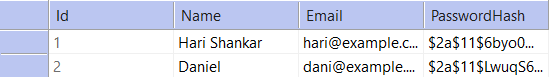 Id Name Email PasswordHash
1 Hari Shankar hari@example.c... $2a$11$6byo0...
2 Daniel dani@example.... $2a$11$LwuqS6...